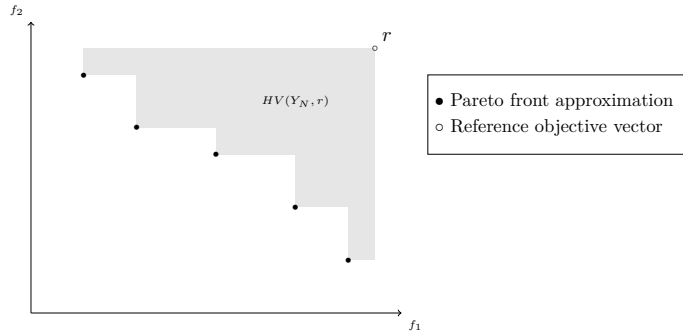 f₂
r
HV(Y_N, r)
● Pareto front approximation
○ Reference objective vector
f₁